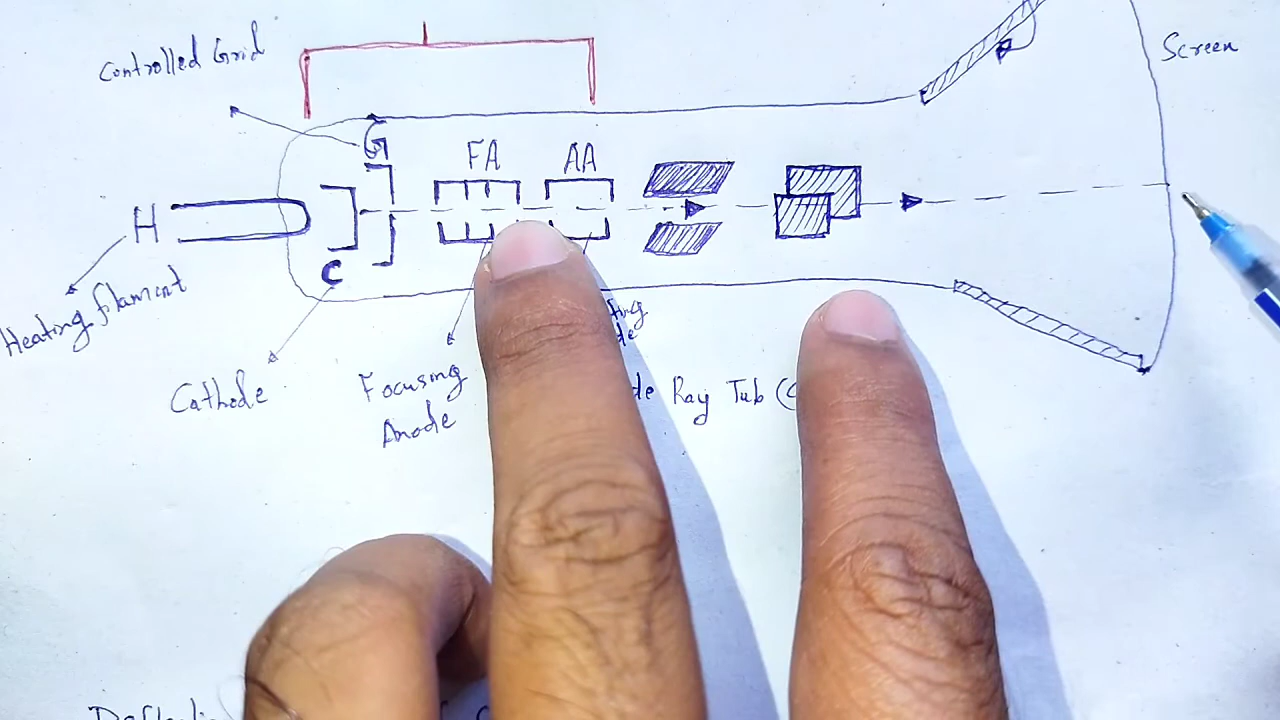 Controlled Grid
Screen
G
FA
AA
H
C
Heating filament
Cathode
Focusing
Anode
Ray Tub (